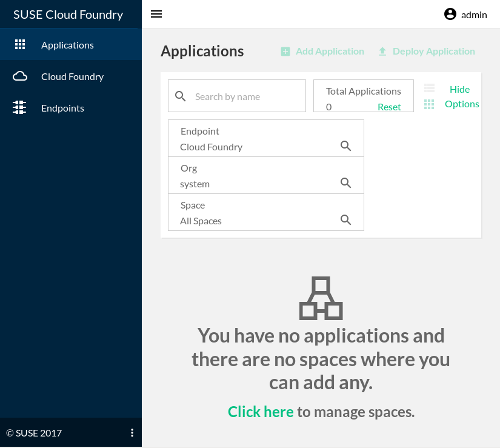 SUSE Cloud Foundry
admin
Applications
Cloud Foundry
Endpoints
Applications
Add Application
Deploy Application
Search by name
Total Applications
0
Reset
Hide
Options
Endpoint
Cloud Foundry
Org
system
Space
All Spaces
You have no applications and
there are no spaces where you
can add any.
Click here to manage spaces.
© SUSE 2017